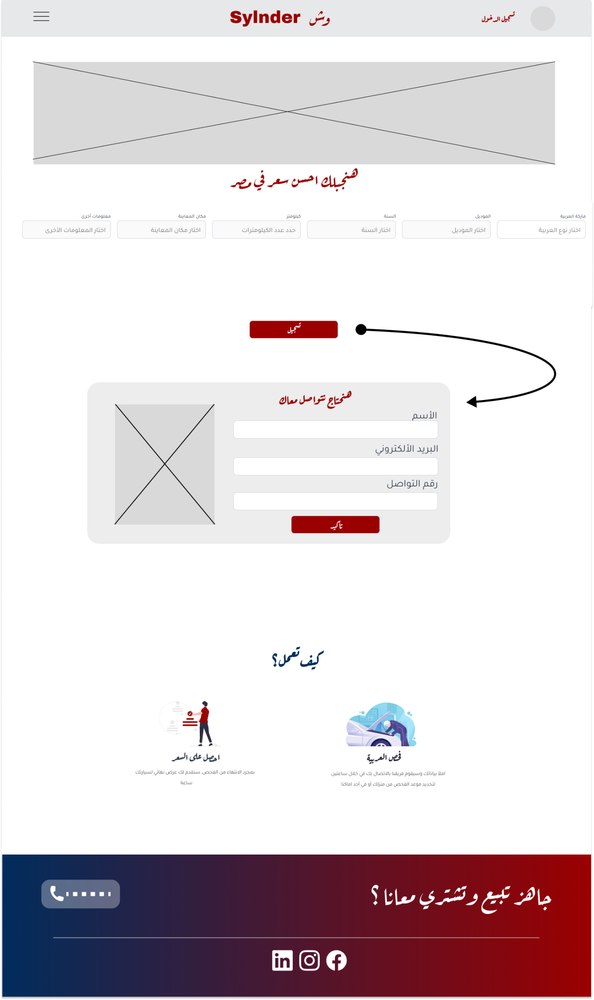 تسجيل الدخول
وش Sylnder
هنجبلك احسن سعر في مصر
ماركة العربية
الموديل
السنة
كيلومتر
مكان المعاينة
معلومات أخرى
اختار نوع العربية
اختار الموديل
اختار السنة
حدد عدد الكيلومترات
اختار مكان المعاينة
اختار المعلومات الآخرى
تسجيل
هنحتاج نتواصل معاك
الأسم
البريد الألكتروني
رقم التواصل
تأكيد
كيف تعمل؟
فحص العربية
املأ بياناتك وسيقوم فريقنا بالاتصال بك في خلال ساعتين
لتحديد موعد الفحص من منزلك أو في أحد اماكنا
احصل على السعر
بمجرد الانتهاء من الفحص، سنقدم لك عرض نهائي لسيارتك
ساعة
جاهز تبيع و تشتري معانا ؟